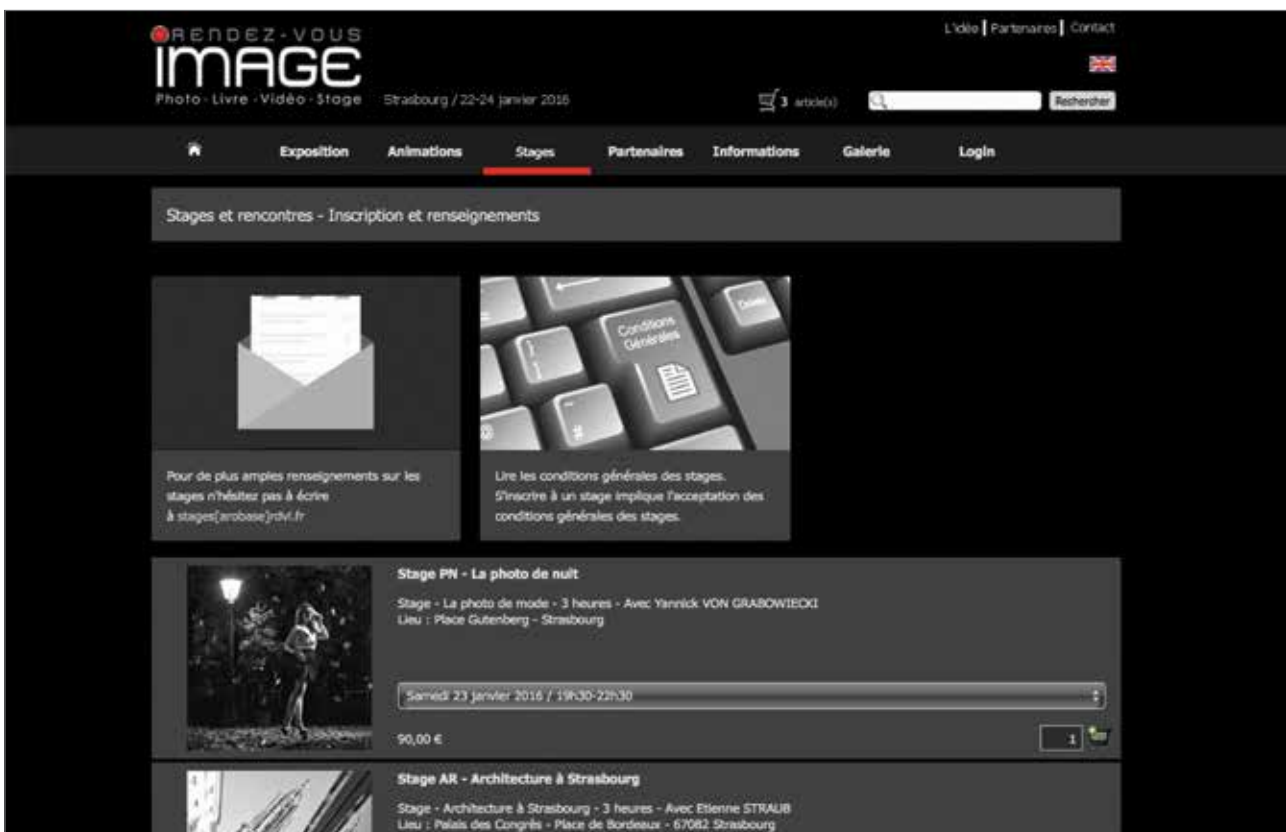 L'idée Partenaires Contact
RENDEZ-VOUS
IMAGE
Photo - Livre - Vidéo - Stage
Strasbourg / 22-24 janvier 2016
3 article(s)
Rechercher
Exposition Animations Stages Partenaires Informations Galerie Login
Stages et rencontres - Inscription et renseignements
Conditions
Générales
Pour de plus amples renseignements sur les
stages n'hésitez pas à écrire
à stages[arobase]rdvi.fr
Lire les conditions générales des stages.
S'inscrire à un stage implique l'acceptation des
conditions générales des stages.
Stage PN - La photo de nuit
Stage - La photo de mode - 3 heures - Avec Yannick VON GRABOWIECKI
Lieu : Place Gutenberg - Strasbourg
Samedi 23 janvier 2016 / 19h30-22h30
90,00 €
1
Stage AR - Architecture à Strasbourg
Stage - Architecture à Strasbourg - 3 heures - Avec Etienne STRAUB
Lieu : Palais des Congrès - Place de Bordeaux - 67082 Strasbourg